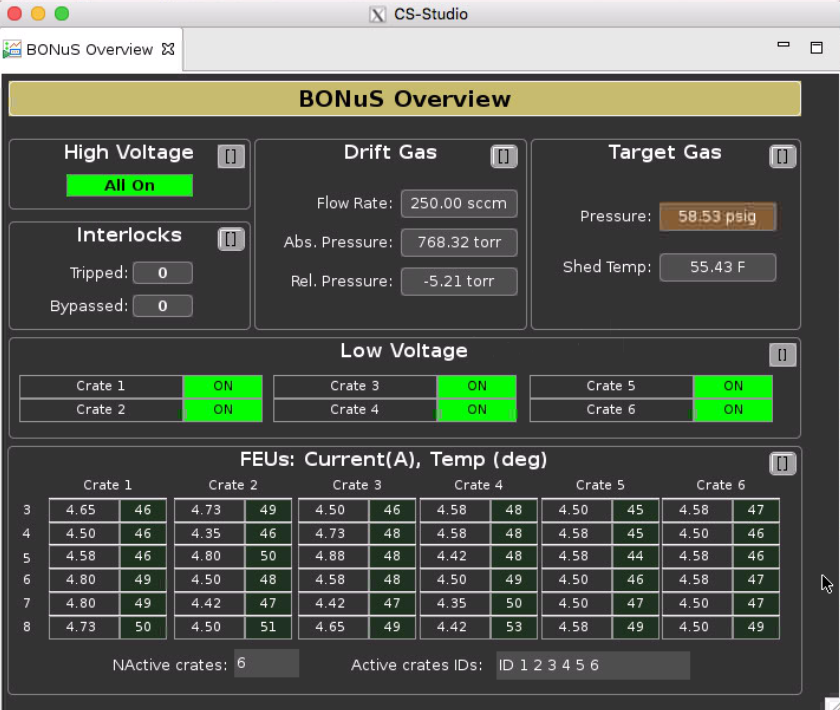 CS-Studio
BONuS Overview
BONuS Overview
High Voltage []
All On
Interlocks []
Tripped: 0
Bypassed: 0
Drift Gas []
Flow Rate: 250.00 sccm
Abs. Pressure: 768.32 torr
Rel. Pressure: -5.21 torr
Target Gas []
Pressure: 58.53 psig
Shed Temp: 55.43 F
Low Voltage []
Crate 1 ON Crate 3 ON Crate 5 ON
Crate 2 ON Crate 4 ON Crate 6 ON
FEUs: Current(A), Temp (deg) []
Crate 1 Crate 2 Crate 3 Crate 4 Crate 5 Crate 6
3 4.65 46 4.73 49 4.50 46 4.58 48 4.50 45 4.58 47
4 4.50 46 4.35 46 4.73 48 4.58 48 4.58 45 4.50 46
5 4.58 46 4.80 50 4.88 48 4.42 48 4.58 44 4.58 46
6 4.80 49 4.50 48 4.58 48 4.50 49 4.50 46 4.58 47
7 4.80 49 4.42 47 4.42 47 4.35 50 4.50 47 4.50 47
8 4.73 50 4.50 51 4.65 49 4.42 53 4.58 49 4.50 49
NActive crates: 6 Active crates IDs: ID 1 2 3 4 5 6